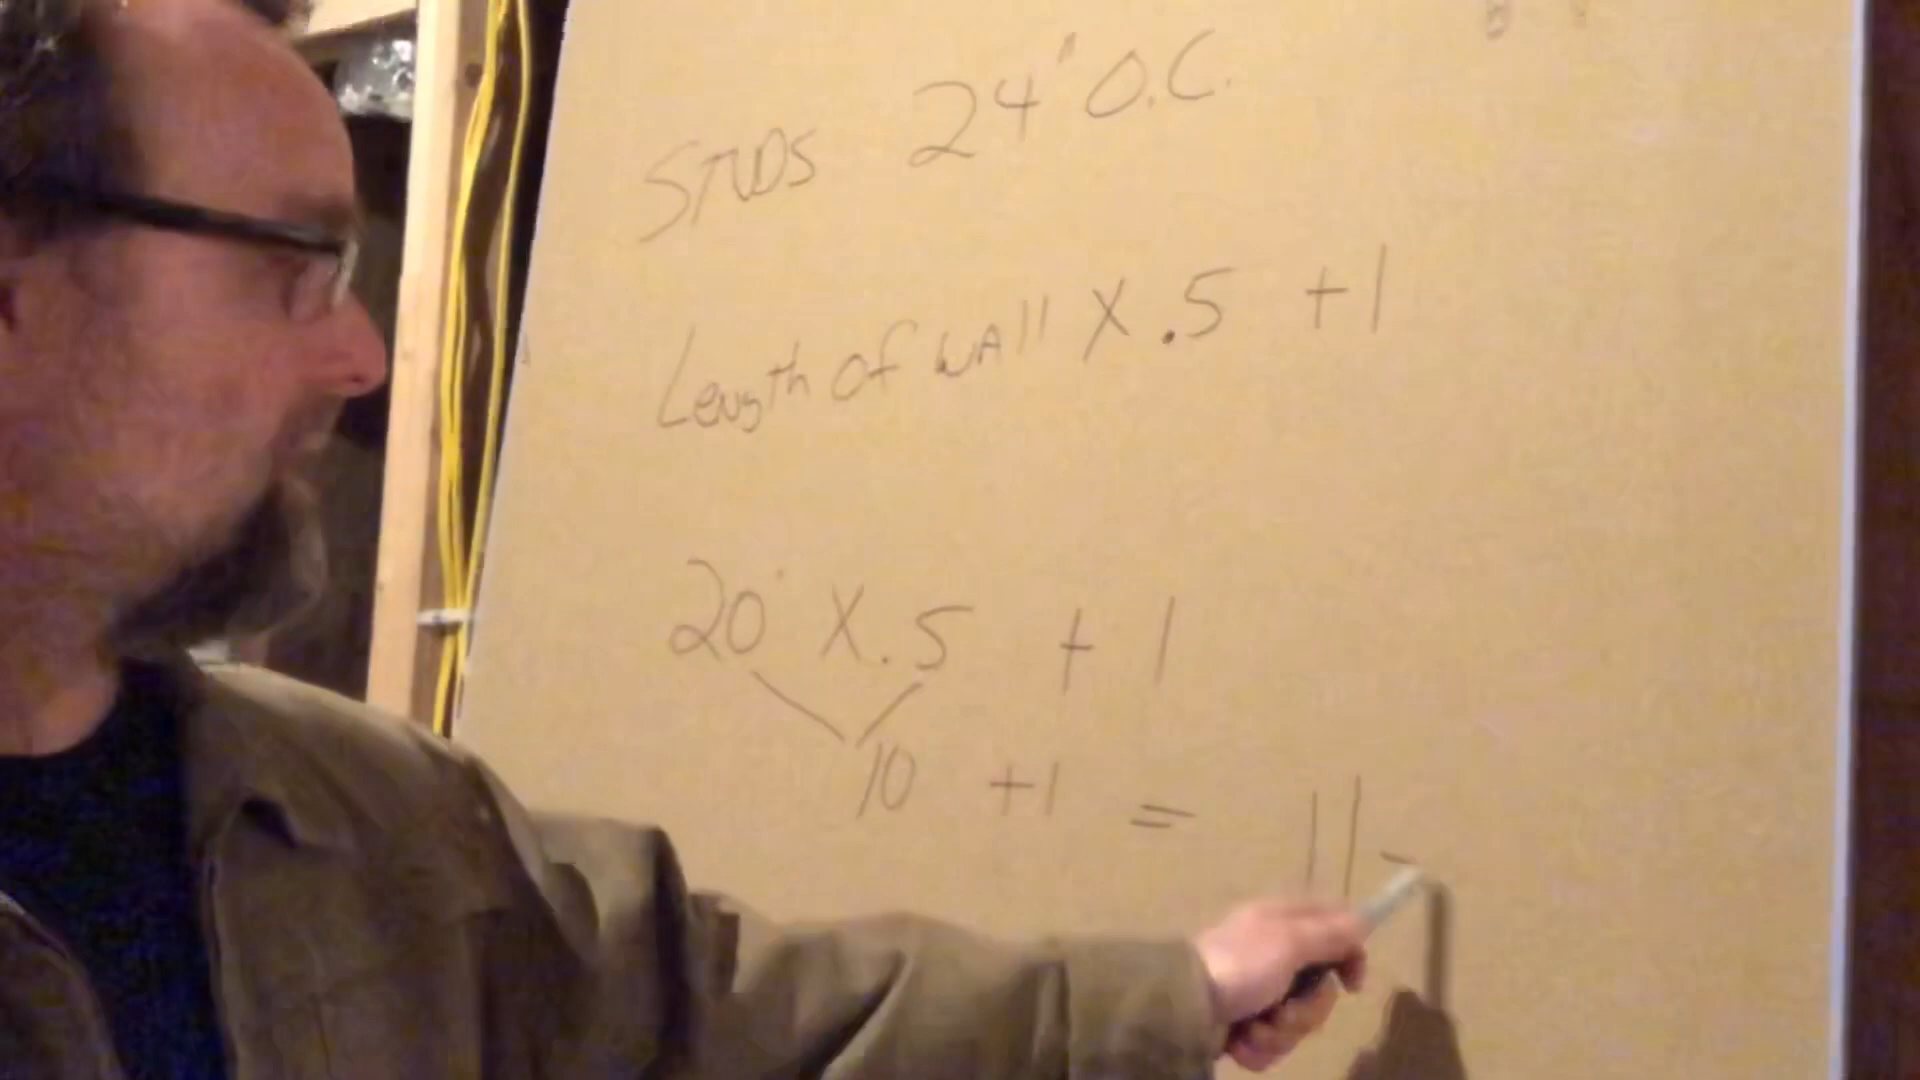 STUDS 24" O.C.
Length of wAll X .5 +1
20' X .5 + 1
10 +1 = 11